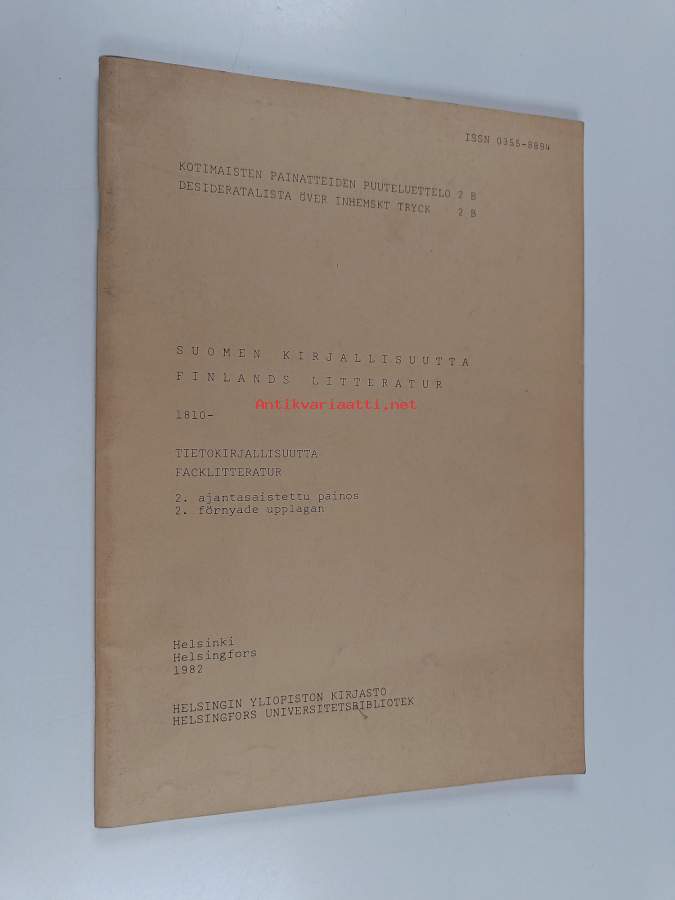 ISSN 0355-8894
KOTIMAISTEN PAINATTEIDEN PUUTELUETTELO 2 B
DESIDERATALISTA ÖVER INHEMSKT TRYCK 2 B
SUOMEN KIRJALLISUUTTA
FINLANDS LITTERATUR
Antikvariaatti.net
1810-
TIETOKIRJALLISUUTTA
FACKLITTERATUR
2. ajantasaistettu painos
2. förnyade upplagan
Helsinki
Helsingfors
1982
HELSINGIN YLIOPISTON KIRJASTO
HELSINGFORS UNIVERSITETSBIBLIOTEK